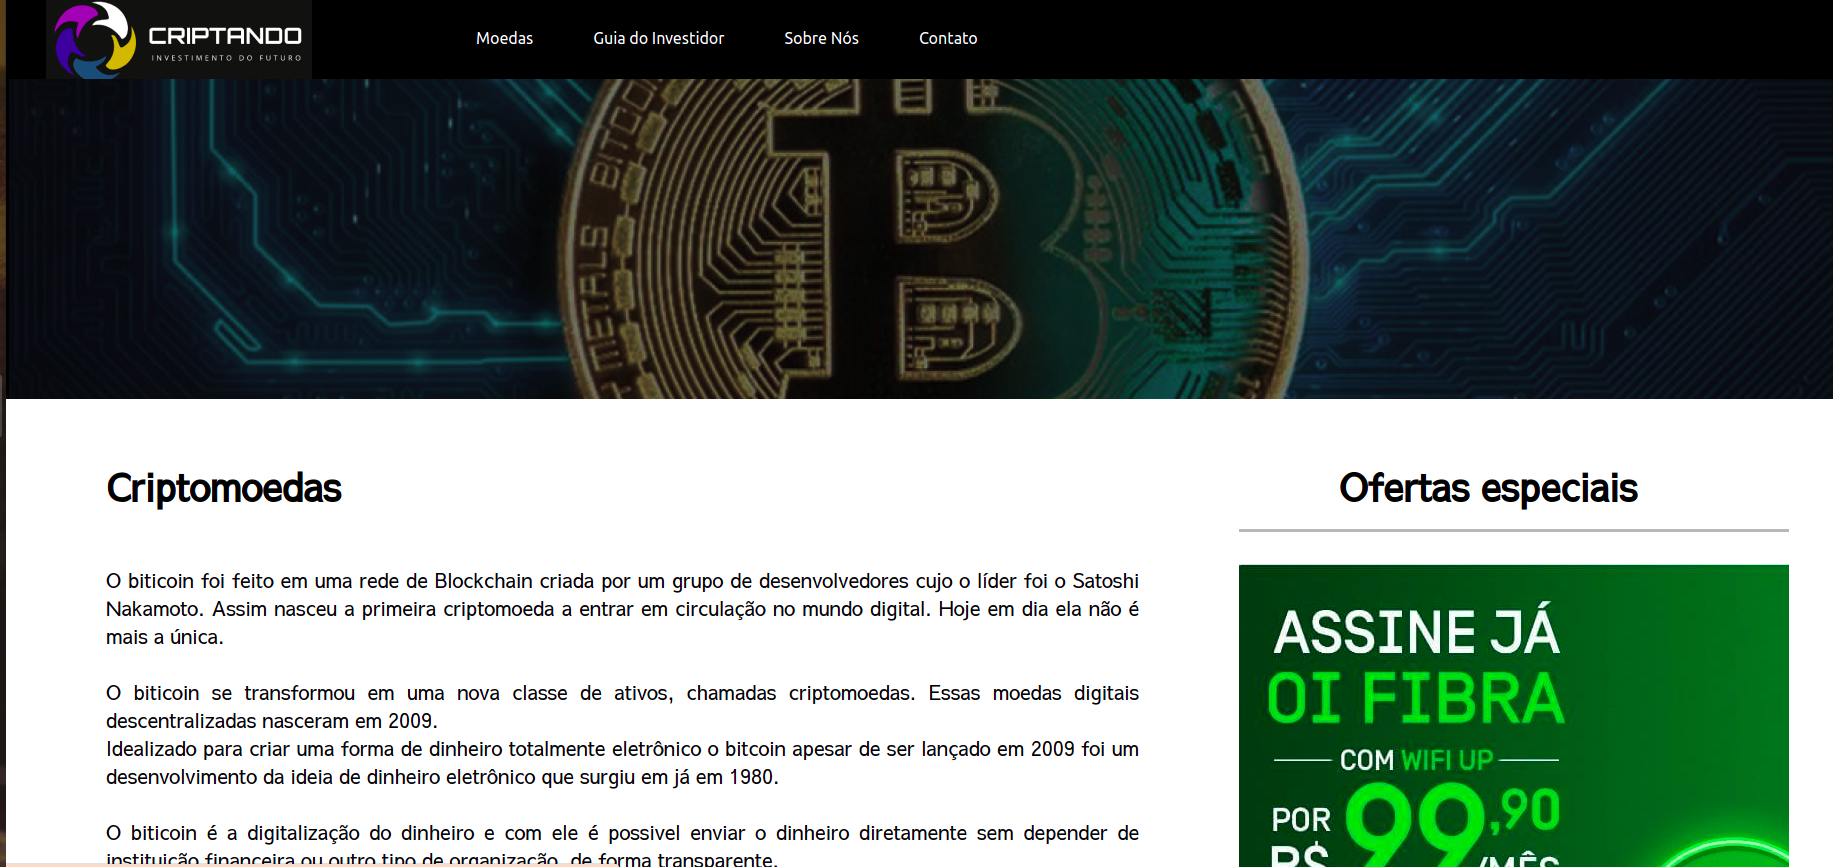 CRIPTANDO
INVESTIMENTO DO FUTURO
Moedas
Guia do Investidor
Sobre Nós
Contato
METALS BITCOIN
Criptomoedas
O biticoin foi feito em uma rede de Blockchain criada por um grupo de desenvolvedores cujo o líder foi o Satoshi
Nakamoto. Assim nasceu a primeira criptomoeda a entrar em circulação no mundo digital. Hoje em dia ela não é
mais a única.
O biticoin se transformou em uma nova classe de ativos, chamadas criptomoedas. Essas moedas digitais
descentralizadas nasceram em 2009.
Idealizado para criar uma forma de dinheiro totalmente eletrônico o bitcoin apesar de ser lançado em 2009 foi um
desenvolvimento da ideia de dinheiro eletrônico que surgiu em já em 1980.
O biticoin é a digitalização do dinheiro e com ele é possivel enviar o dinheiro diretamente sem depender de
instituição financeira ou outro tipo de organização, de forma transparente.
Ofertas especiais
ASSINE JÁ
OI FIBRA
COM WIFI UP
POR 99,90
R$ /MÊS